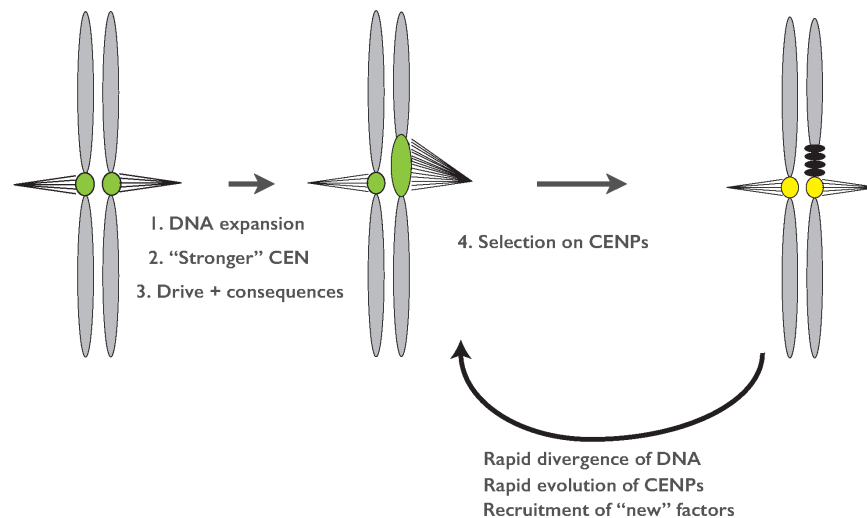 1. DNA expansion
2. “Stronger” CEN
3. Drive + consequences
4. Selection on CENPs
Rapid divergence of DNA
Rapid evolution of CENPs
Recruitment of “new” factors